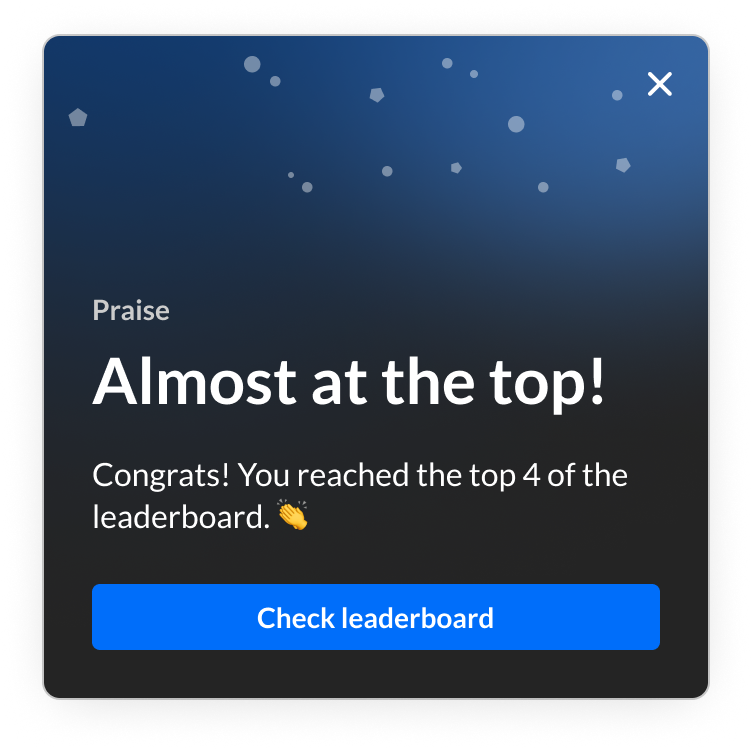 Praise
Almost at the top!
Congrats! You reached the top 4 of the
leaderboard. 👏
Check leaderboard